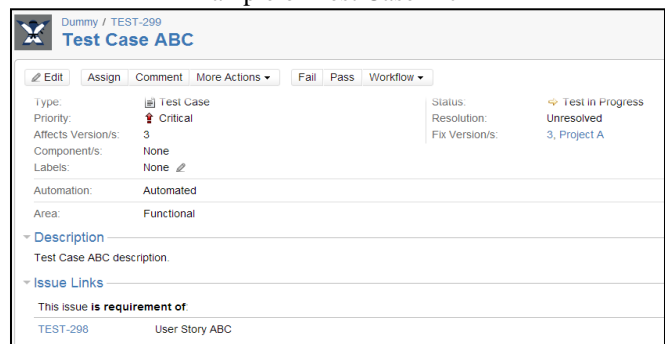 Dummy / TEST-299
Test Case ABC
Edit Assign Comment More Actions Fail Pass Workflow
Type: Test Case Status: Test in Progress
Priority: Critical Resolution: Unresolved
Affects Version/s: 3 Fix Version/s: 3, Project A
Component/s: None
Labels: None
Automation: Automated
Area: Functional
Description
Test Case ABC description.
Issue Links
This issue is requirement of:
TEST-298 User Story ABC